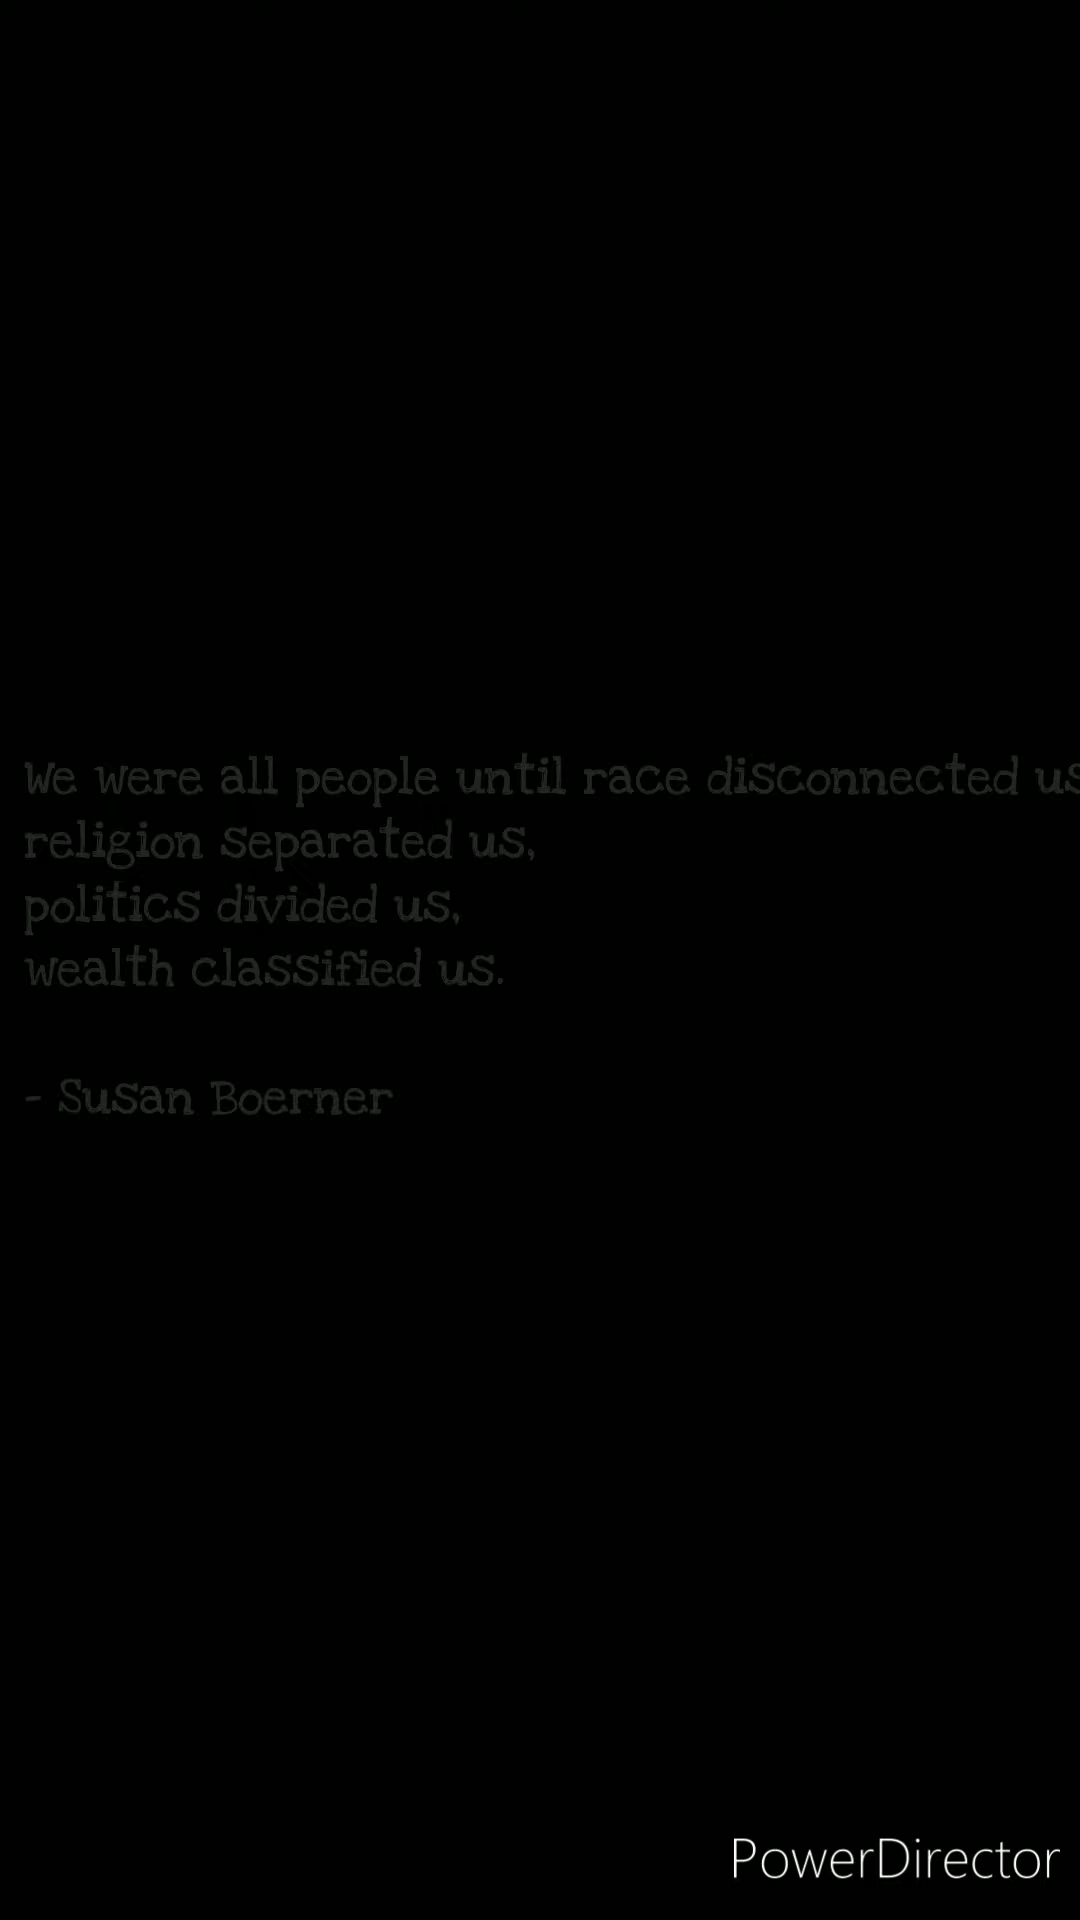 We were all people until race disconnected us
religion separated us,
politics divided us,
wealth classified us.
- Susan Boerner
PowerDirector